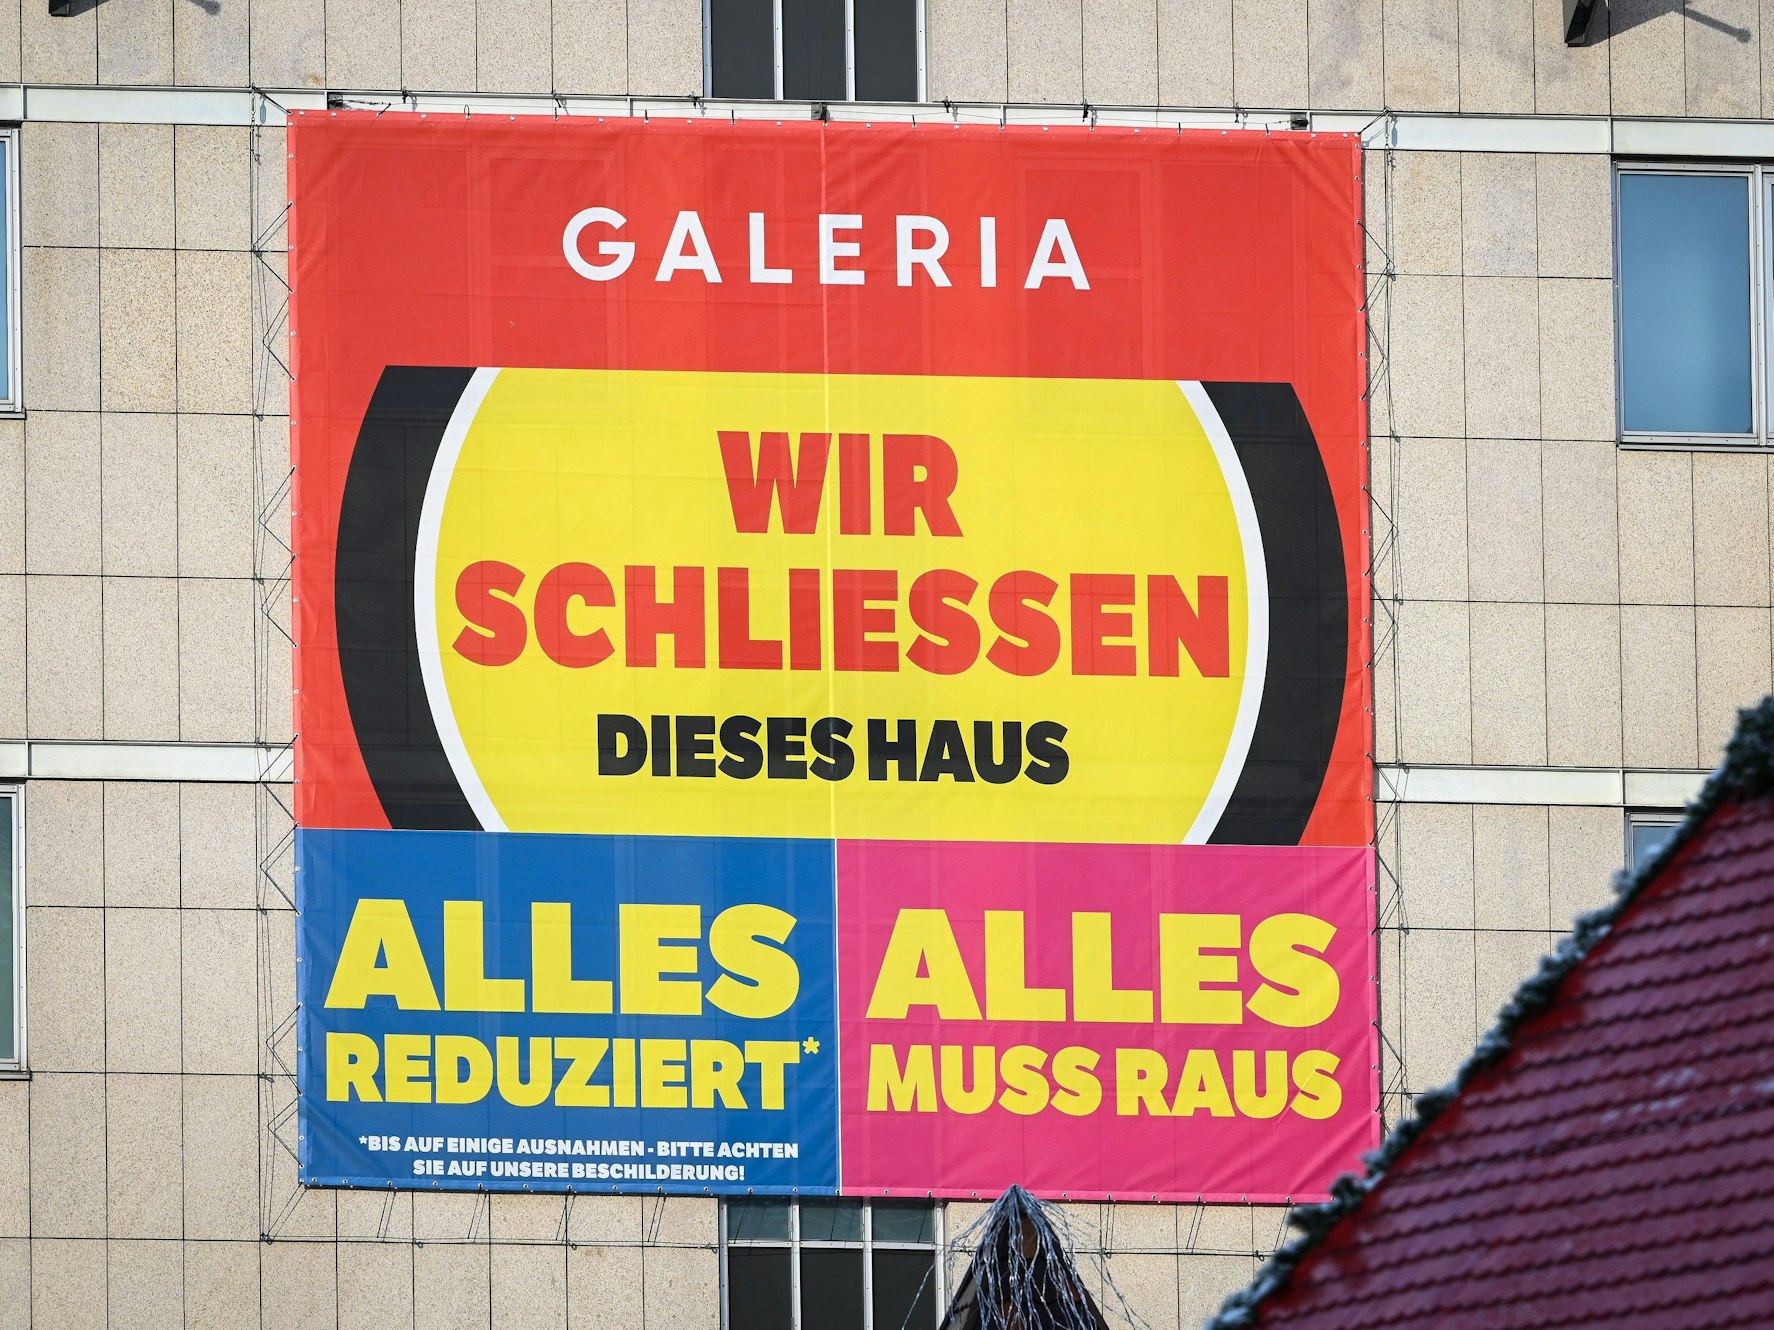 GALERIA
WIR
SCHLIESSEN
DIESES HAUS
ALLES
REDUZIERT*
*BIS AUF EINIGE AUSNAHMEN - BITTE ACHTEN
SIE AUF UNSERE BESCHILDERUNG!
ALLES
MUSS RAUS